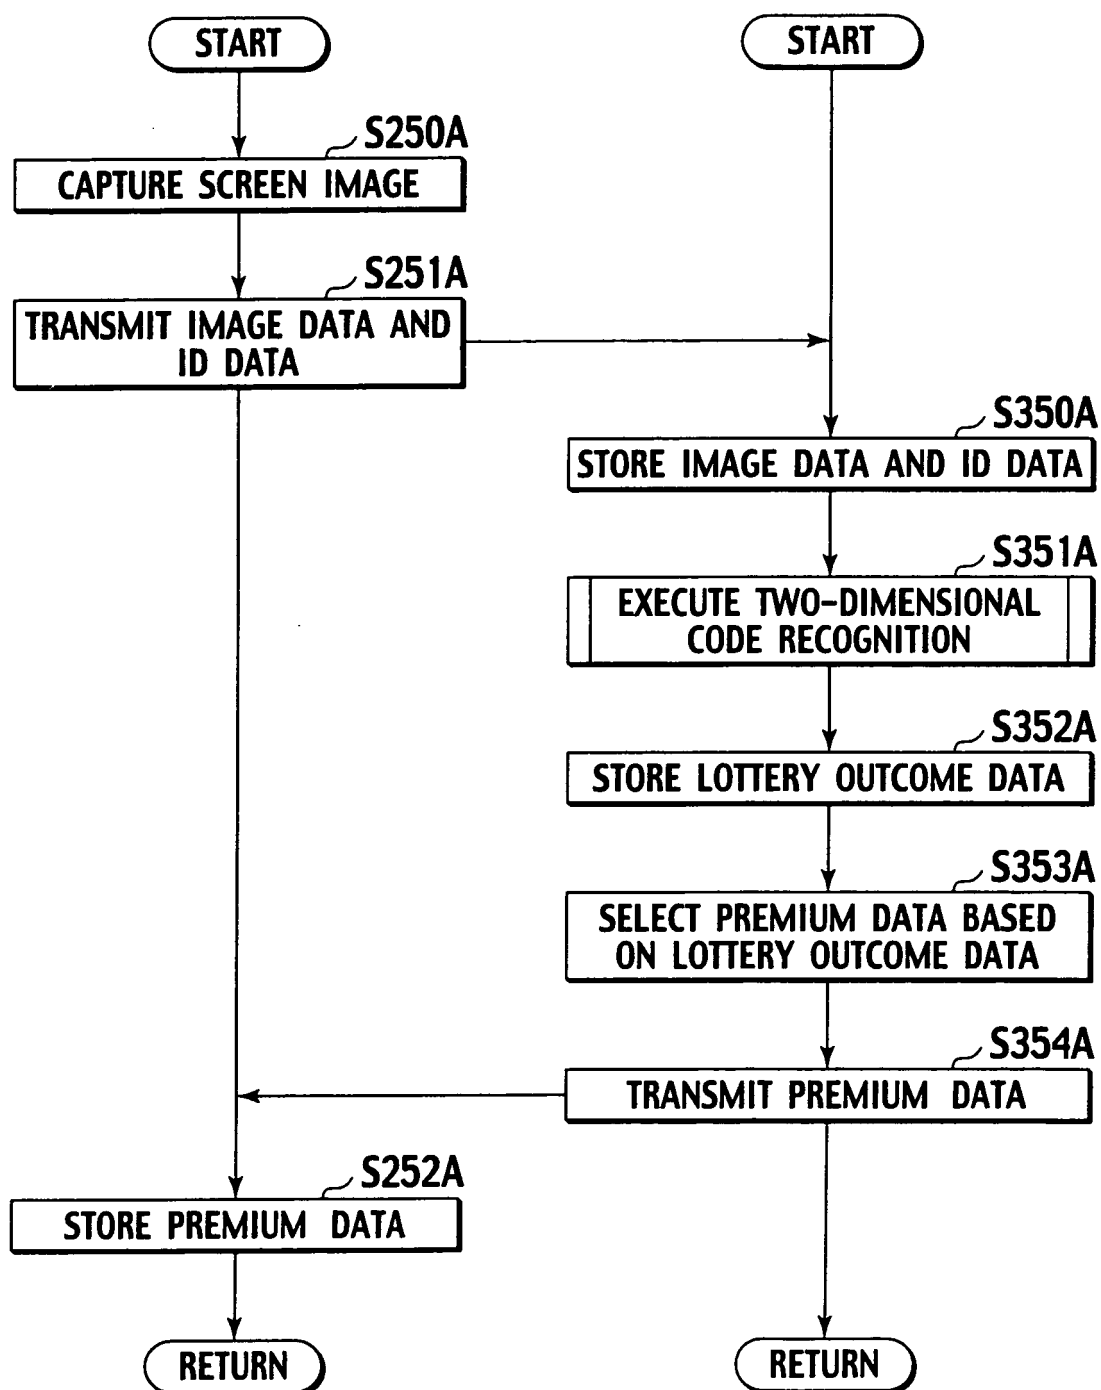 START
S250A
CAPTURE SCREEN IMAGE
S251A
TRANSMIT IMAGE DATA AND
ID DATA
S252A
STORE PREMIUM DATA
RETURN
START
S350A
STORE IMAGE DATA AND ID DATA
S351A
EXECUTE TWO-DIMENSIONAL
CODE RECOGNITION
S352A
STORE LOTTERY OUTCOME DATA
S353A
SELECT PREMIUM DATA BASED
ON LOTTERY OUTCOME DATA
S354A
TRANSMIT PREMIUM DATA
RETURN